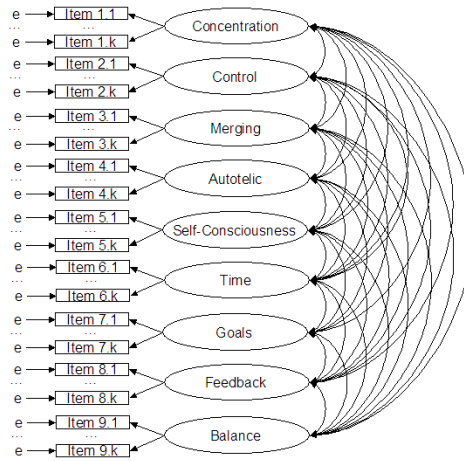 e Item 1.1
... ... Concentration
e Item 1.k
e Item 2.1
... ... Control
e Item 2.k
e Item 3.1
... ... Merging
e Item 3.k
e Item 4.1
... ... Autotelic
e Item 4.k
e Item 5.1
... ... Self-Consciousness
e Item 5.k
e Item 6.1
... ... Time
e Item 6.k
e Item 7.1
... ... Goals
e Item 7.k
e Item 8.1
... ... Feedback
e Item 8.k
e Item 9.1
... ... Balance
e Item 9.k